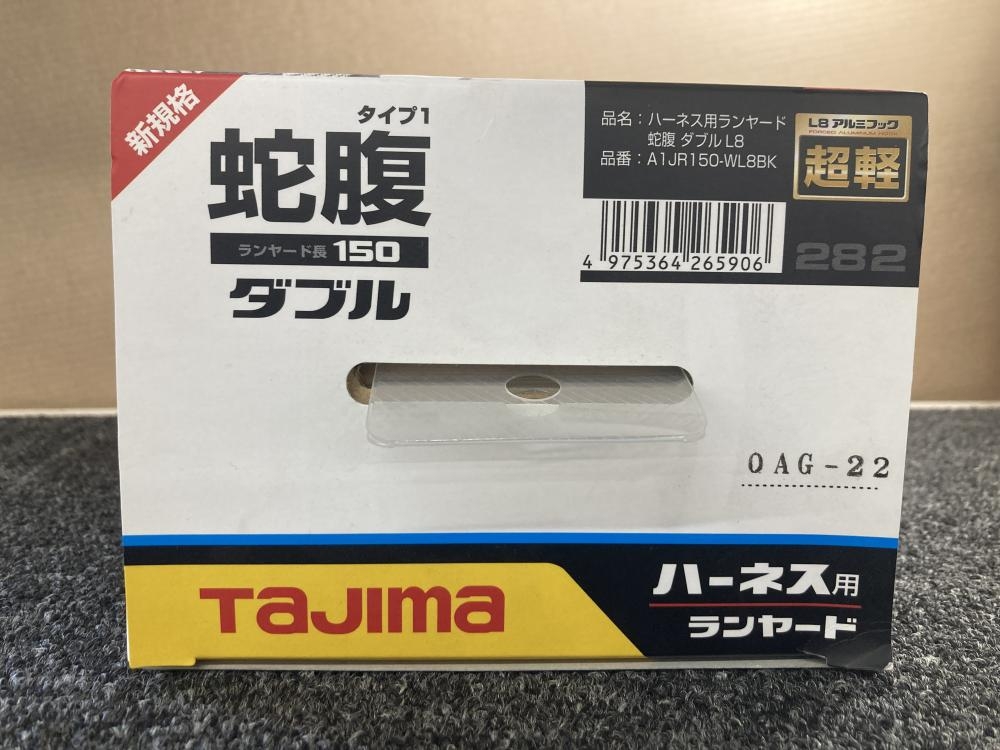 新規格
タイプ1
蛇腹
ランヤード長 150
ダブル
品名：ハーネス用ランヤード
蛇腹 ダブル L8
品番：A1JR150-WL8BK
L8 アルミフック
FORGED ALUMINUM HOOK
超軽
4 975364 265906
282
OAG-22
TAJIMA
ハーネス用
ランヤード